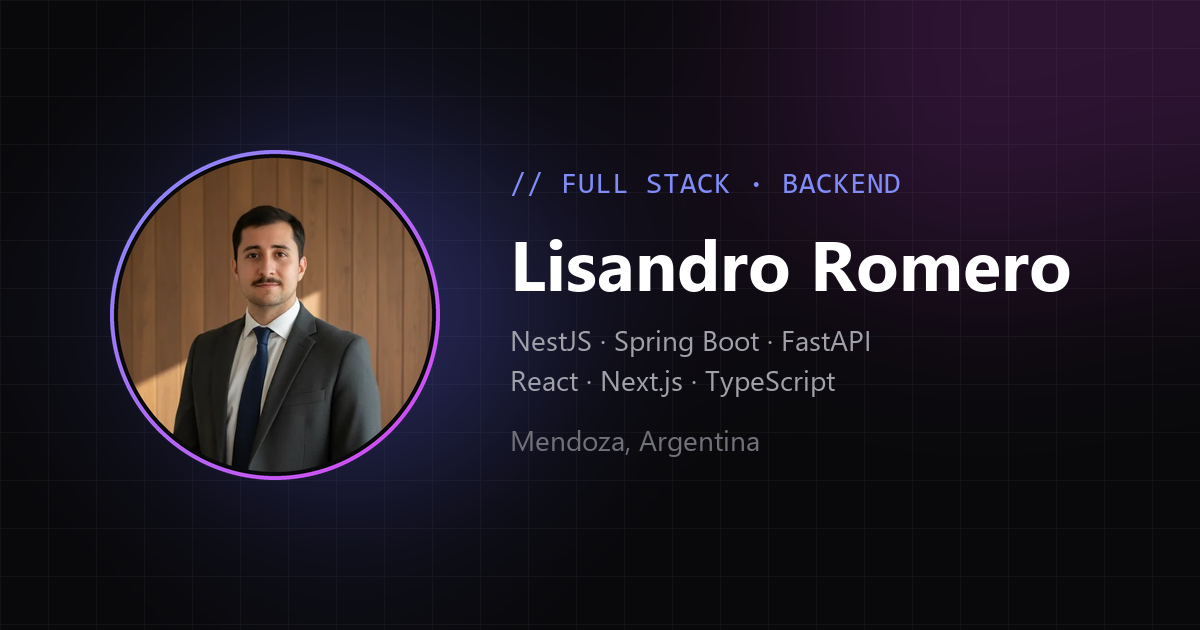 // FULL STACK · BACKEND
Lisandro Romero
NestJS · Spring Boot · FastAPI
React · Next.js · TypeScript
Mendoza, Argentina